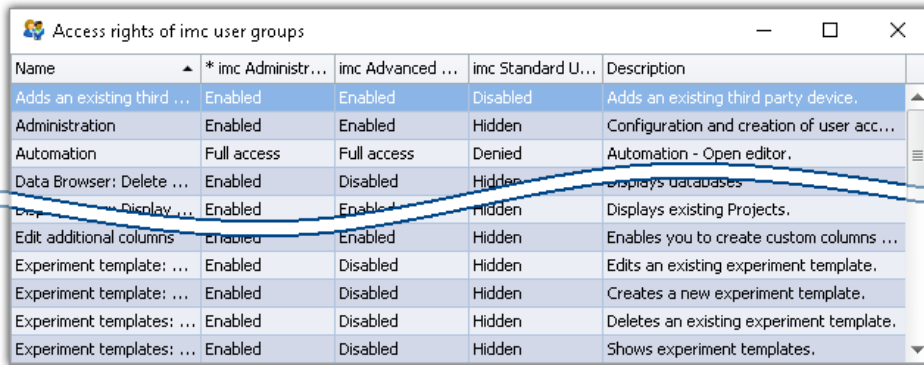 Access rights of imc user groups
Name * imc Administr... imc Advanced ... imc Standard U... Description
Adds an existing third ... Enabled Enabled Disabled Adds an existing third party device.
Administration Enabled Enabled Hidden Configuration and creation of user acc...
Automation Full access Full access Denied Automation - Open editor.
Data Browser: Delete ... Enabled Disabled Hidden Displays databases
Display ... Enabled Enabled Hidden Displays existing Projects.
Edit additional columns Enabled Enabled Hidden Enables you to create custom columns ...
Experiment template: ... Enabled Disabled Hidden Edits an existing experiment template.
Experiment template: ... Enabled Disabled Hidden Creates a new experiment template.
Experiment templates: ... Enabled Disabled Hidden Deletes an existing experiment template.
Experiment templates: ... Enabled Disabled Hidden Shows experiment templates.